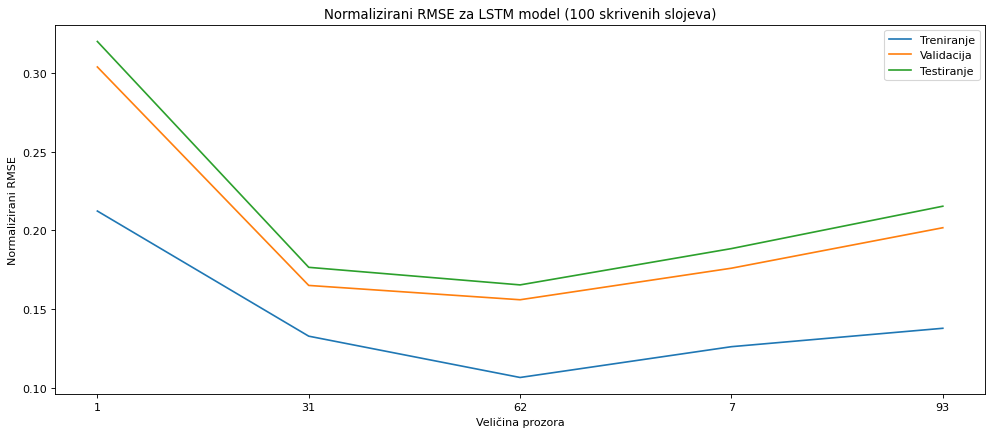 Normalizirani RMSE za LSTM model (100 skrivenih slojeva)
Treniranje
Validacija
Testiranje
Normalizirani RMSE
0.30
0.25
0.20
0.15
0.10
1 31 62 7 93
Veličina prozora